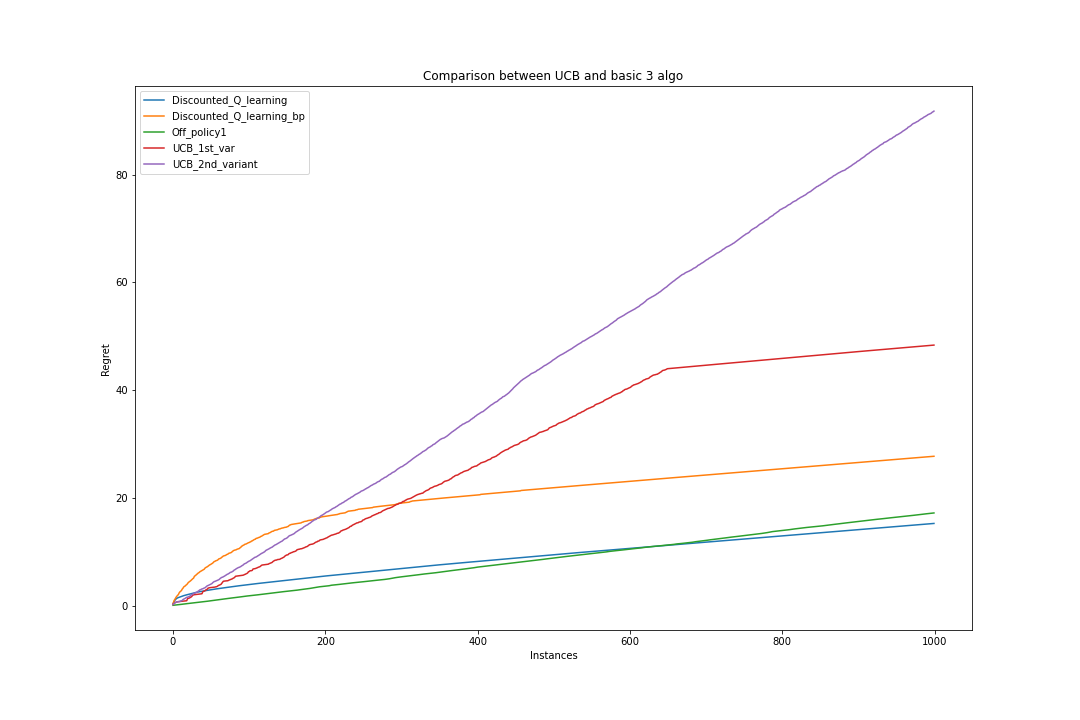 Comparison between UCB and basic 3 algo
Discounted_Q_learning
Discounted_Q_learning_bp
Off_policy1
UCB_1st_var
UCB_2nd_variant
80
60
40
20
0
Regret
0 200 400 600 800 1000
Instances